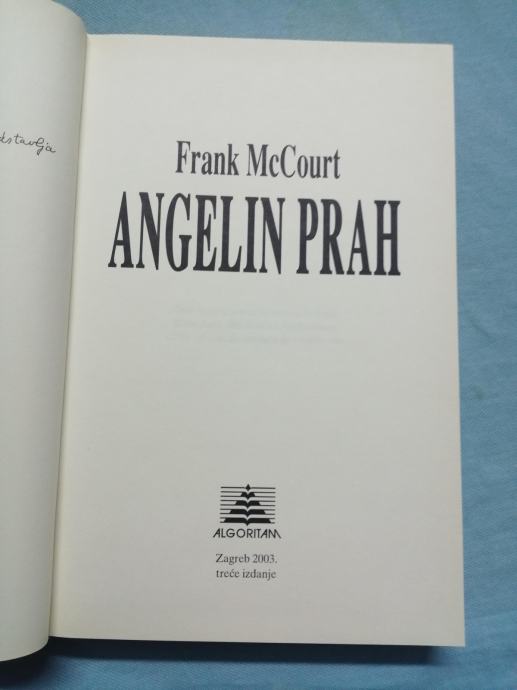 Frank McCourt
ANGELIN PRAH
ALGORITAM
Zagreb 2003.
treće izdanje